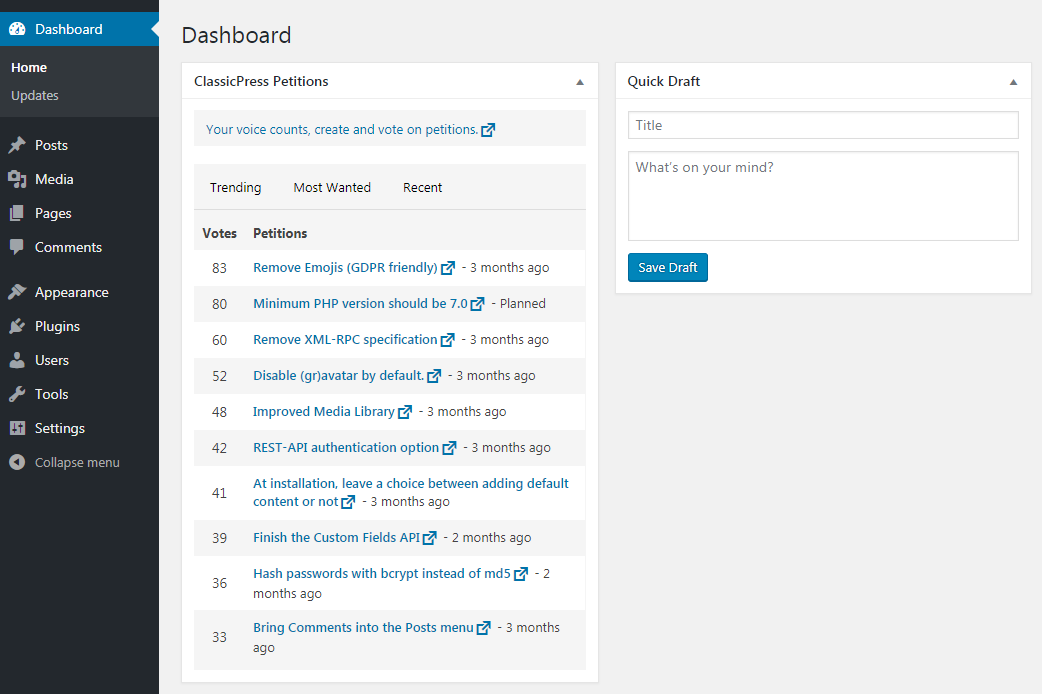 Dashboard
Home
Updates
Posts
Media
Pages
Comments
Appearance
Plugins
Users
Tools
Settings
Collapse menu
Dashboard
ClassicPress Petitions
Your voice counts, create and vote on petitions.
Trending Most Wanted Recent
Votes Petitions
83 Remove Emojis (GDPR friendly) - 3 months ago
80 Minimum PHP version should be 7.0 - Planned
60 Remove XML-RPC specification - 3 months ago
52 Disable (gr)avatar by default. - 3 months ago
48 Improved Media Library - 3 months ago
42 REST-API authentication option - 3 months ago
41 At installation, leave a choice between adding default
content or not - 3 months ago
39 Finish the Custom Fields API - 2 months ago
36 Hash passwords with bcrypt instead of md5 - 2
months ago
33 Bring Comments into the Posts menu - 3 months
ago
Quick Draft
Title
What's on your mind?
Save Draft